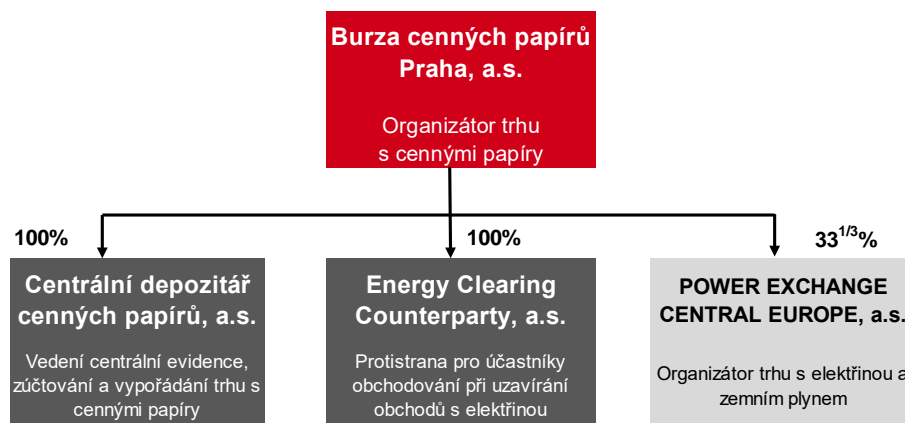 Burza cenných papírů
Praha, a.s.
Organizátor trhu
s cennými papíry
100%
100%
33 1/3%
Centrální depozitář
cenných papírů, a.s.
Vedení centrální evidence,
zúčtování a vypořádání trhu s
cennými papíry
Energy Clearing
Counterparty, a.s.
Protistrana pro účastníky
obchodování při uzavírání
obchodů s elektřinou
POWER EXCHANGE
CENTRAL EUROPE, a.s.
Organizátor trhu s elektřinou a
zemním plynem